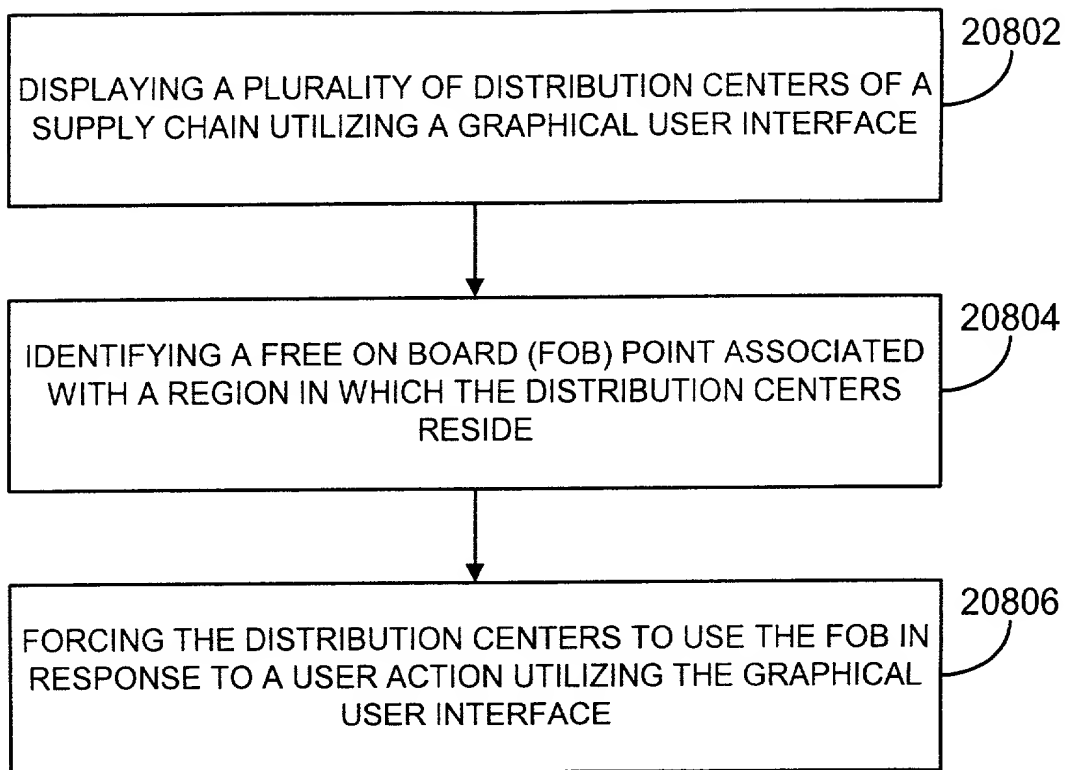 20802
DISPLAYING A PLURALITY OF DISTRIBUTION CENTERS OF A
SUPPLY CHAIN UTILIZING A GRAPHICAL USER INTERFACE
20804
IDENTIFYING A FREE ON BOARD (FOB) POINT ASSOCIATED
WITH A REGION IN WHICH THE DISTRIBUTION CENTERS
RESIDE
20806
FORCING THE DISTRIBUTION CENTERS TO USE THE FOB IN
RESPONSE TO A USER ACTION UTILIZING THE GRAPHICAL
USER INTERFACE